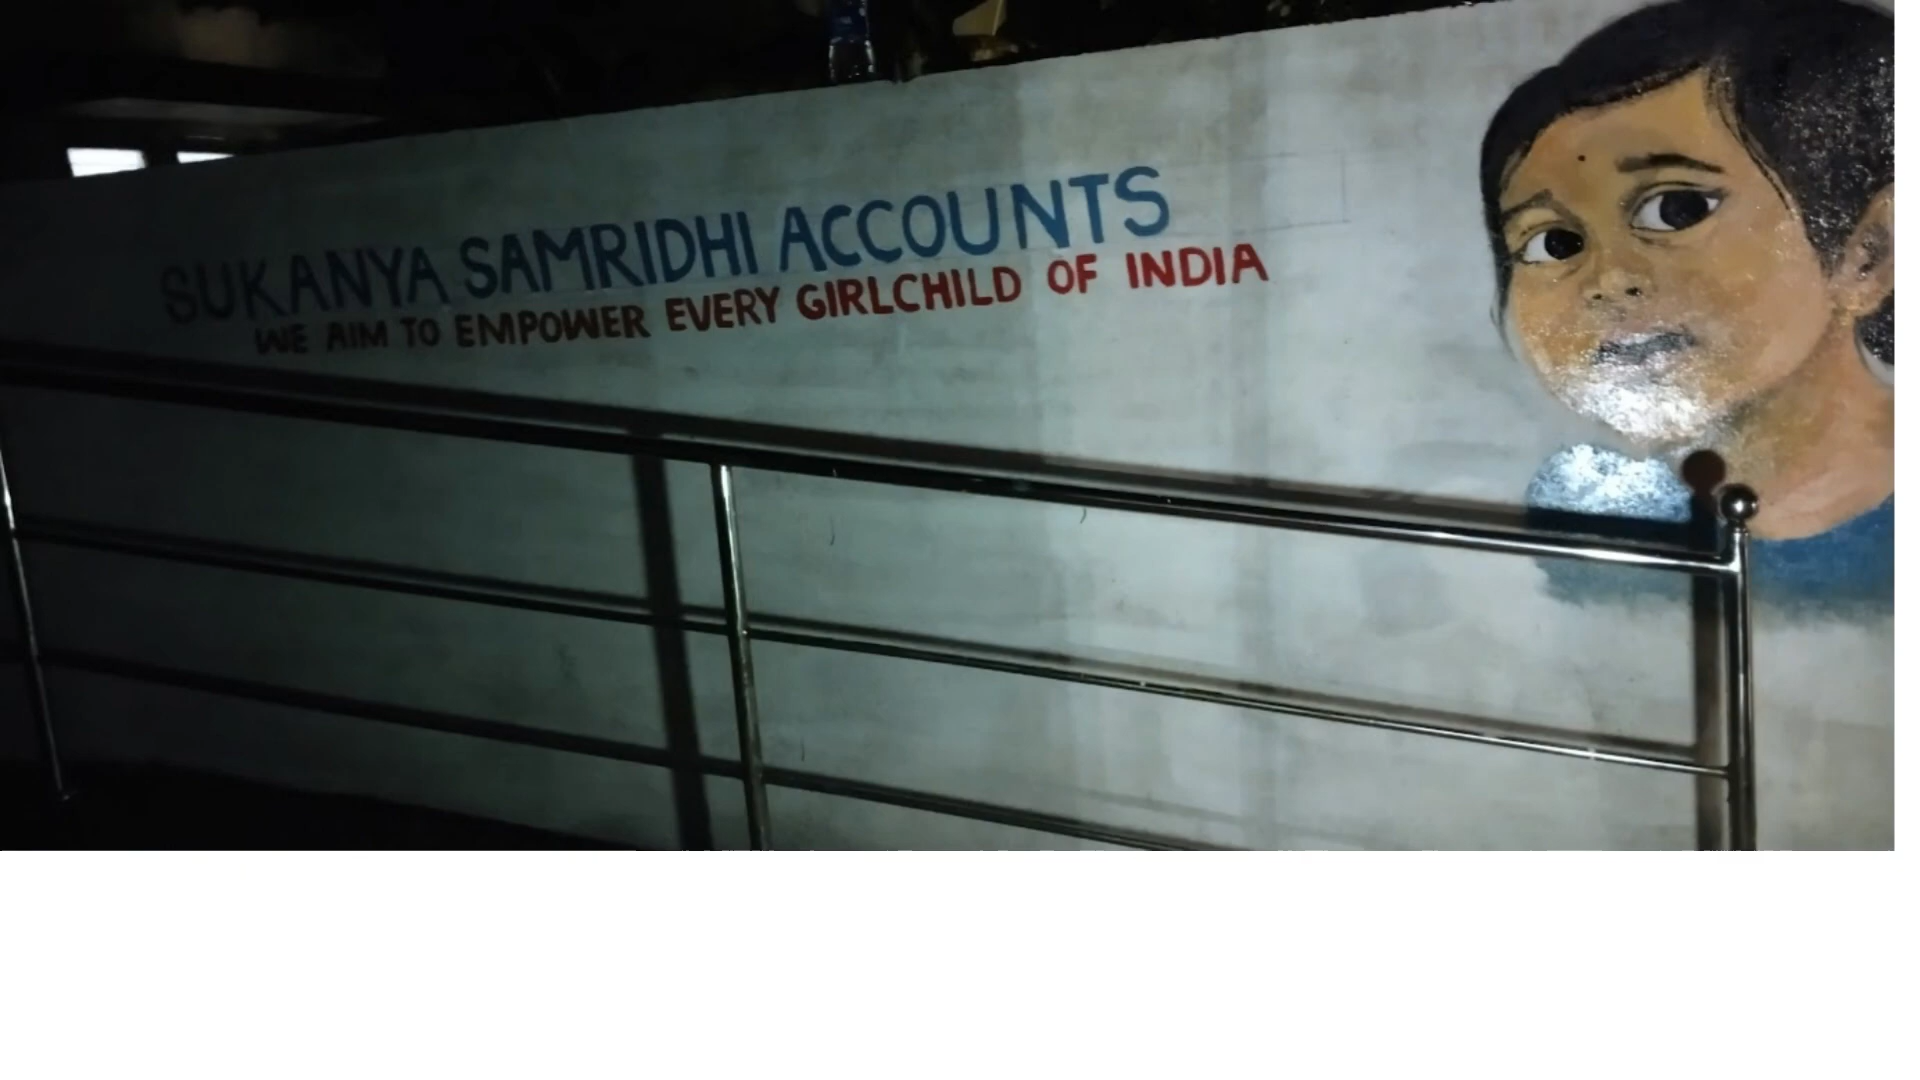 SUKANYA SAMRIDHI ACCOUNTS
WE AIM TO EMPOWER EVERY GIRLCHILD OF INDIA